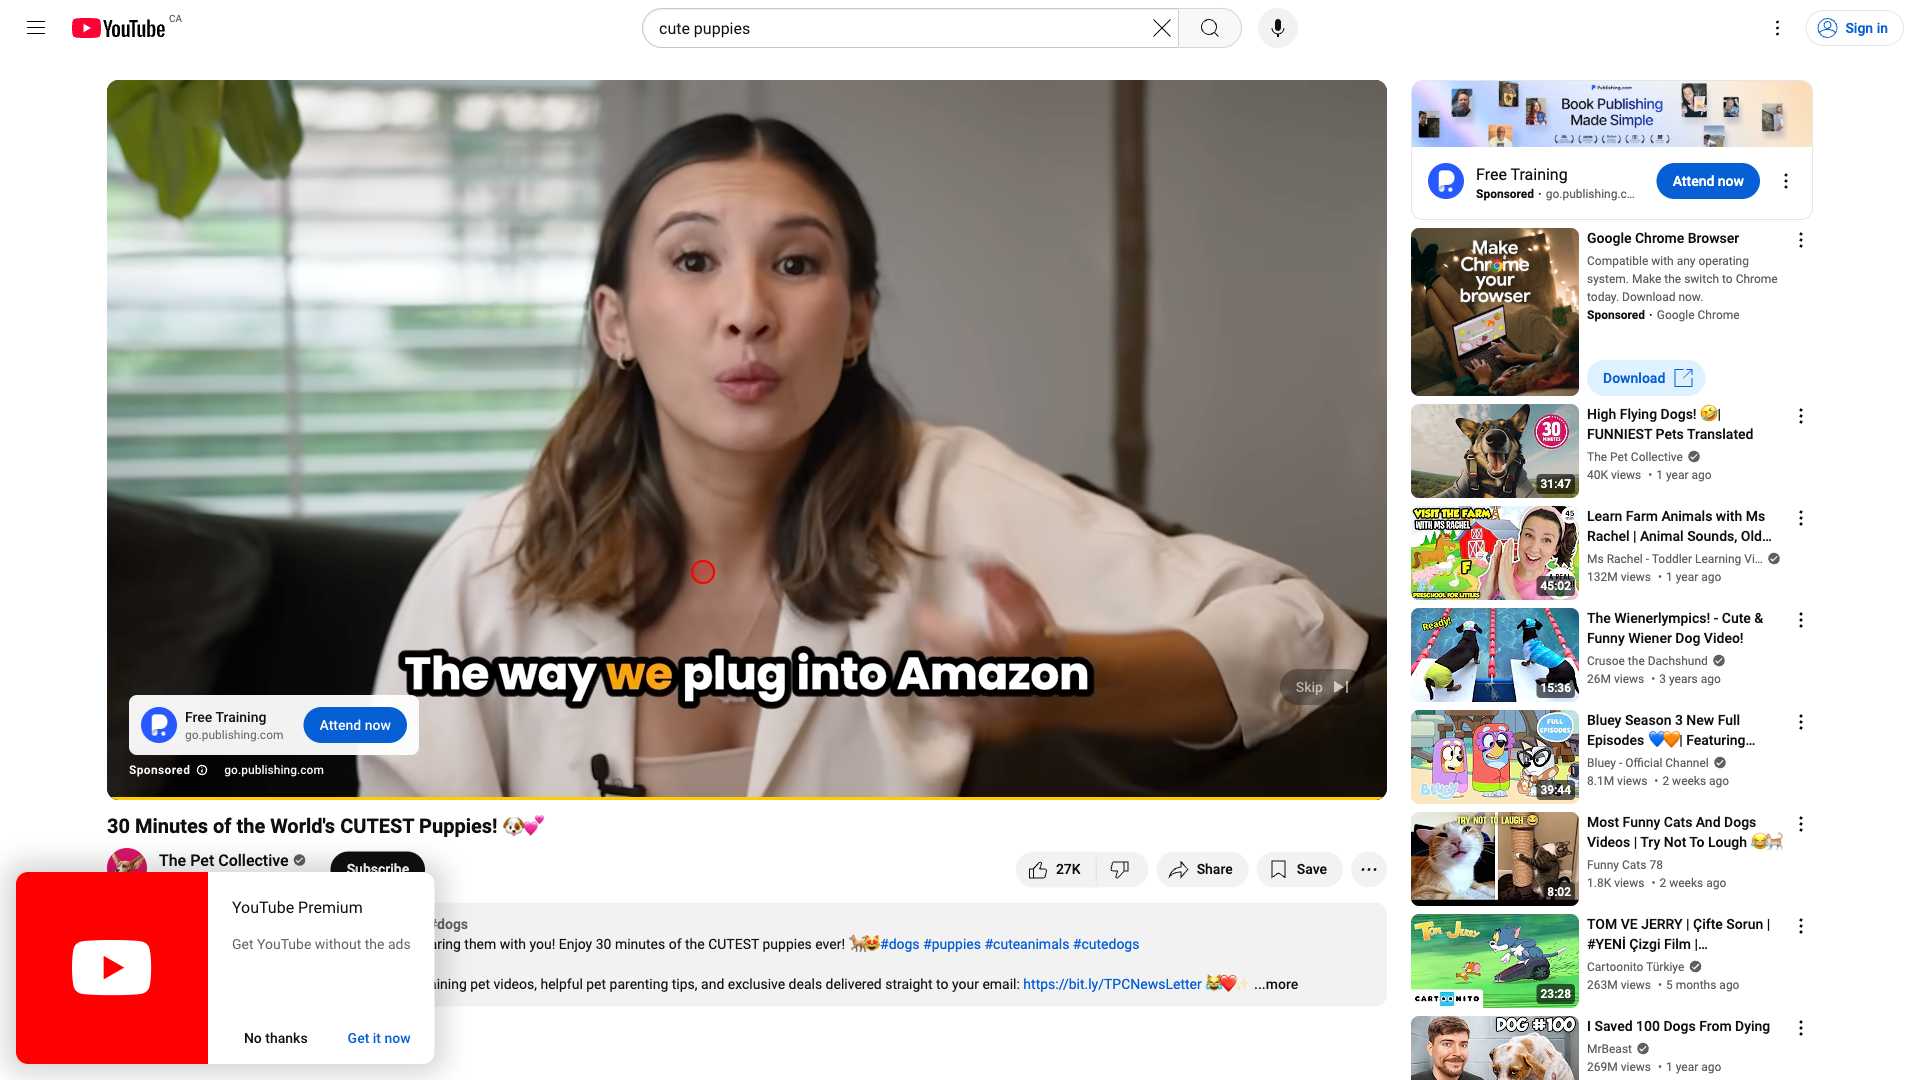 YouTube CA
cute puppies
Sign in
The way we plug into Amazon
Skip
Free Training
go.publishing.com
Attend now
Sponsored
go.publishing.com
30 Minutes of the World's CUTEST Puppies! 🐶💕
The Pet Collective
Subscribe
27K
Share
Save
#dogs
aring them with you! Enjoy 30 minutes of the CUTEST puppies ever! 🐕😻#dogs #puppies #cuteanimals #cutedogs
ining pet videos, helpful pet parenting tips, and exclusive deals delivered straight to your email: https://bit.ly/TPCNewsLetter 😹❤️✨ ...more
YouTube Premium
Get YouTube without the ads
No thanks
Get it now
Publishing.com
Book Publishing
Made Simple
Free Training
Sponsored · go.publishing.c...
Attend now
Make
Chrome
your
browser
Google Chrome Browser
Compatible with any operating
system. Make the switch to Chrome
today. Download now.
Sponsored · Google Chrome
Download
30
MINUTES
31:47
High Flying Dogs! 🤣|
FUNNIEST Pets Translated
The Pet Collective
40K views • 1 year ago
VISIT THE FARM
WITH MS RACHEL
45
F
PRESCHOOL FOR LITTLES
45:02
Learn Farm Animals with Ms
Rachel | Animal Sounds, Old...
Ms Rachel - Toddler Learning Vi...
132M views • 1 year ago
Ready!
15:36
The Wienerlympics! - Cute &
Funny Wiener Dog Video!
Crusoe the Dachshund
26M views • 3 years ago
FULL
EPISODES
BLUEY
39:44
Bluey Season 3 New Full
Episodes 💙🧡| Featuring...
Bluey - Official Channel
8.1M views • 2 weeks ago
TRY NOT TO LAUGH 😂
8:02
Most Funny Cats And Dogs
Videos | Try Not To Lough 😂🐈
Funny Cats 78
1.8K views • 2 weeks ago
Tom and Jerry
CARTOONITO
23:28
TOM VE JERRY | Çifte Sorun |
#YENİ Çizgi Film |...
Cartoonito Türkiye
263M views • 5 months ago
DOG #100
I Saved 100 Dogs From Dying
MrBeast
269M views • 1 year ago